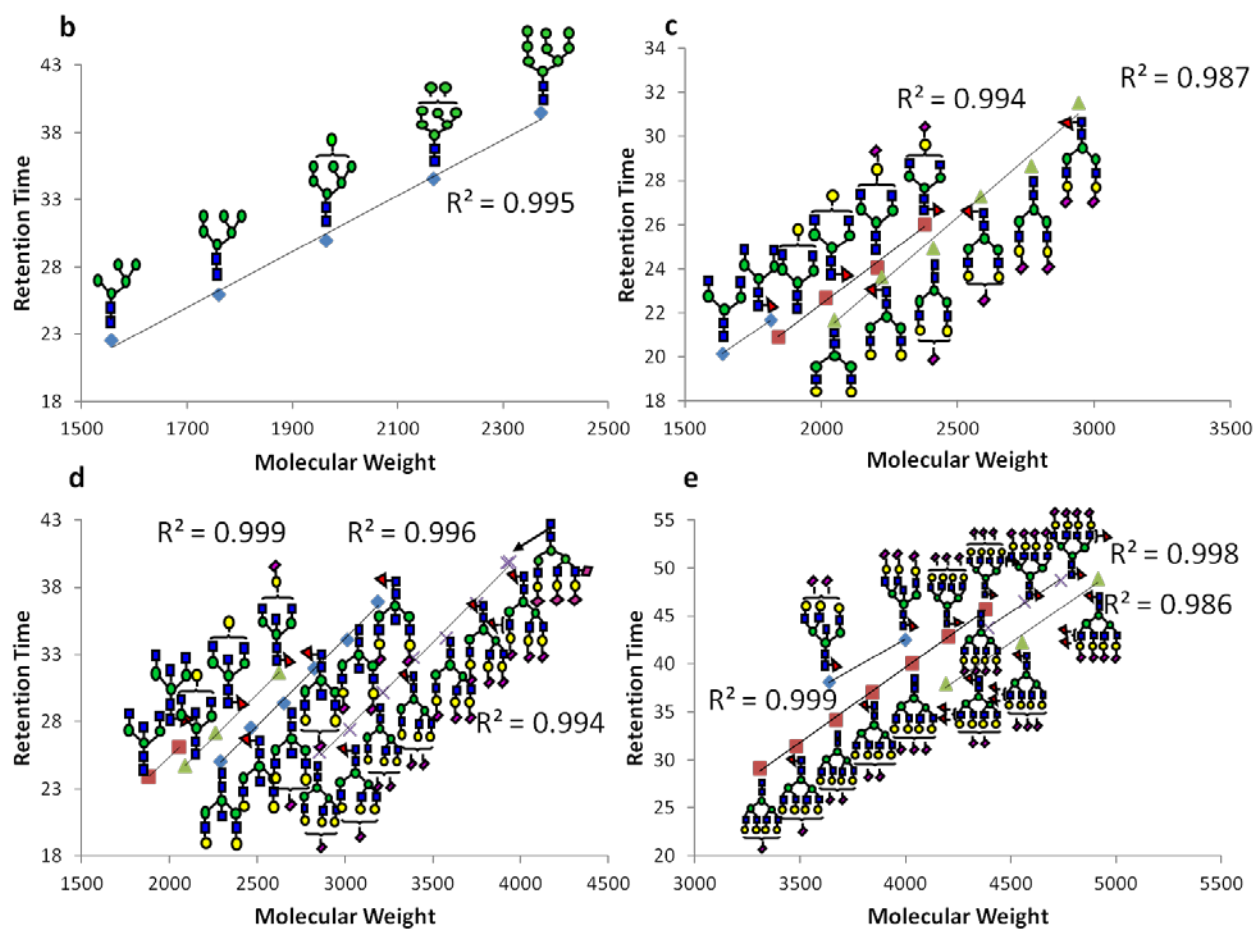 b
43
38
33
28
23
18
Retention Time
R² = 0.995
1500 1700 1900 2100 2300 2500
Molecular Weight
c
34
32
30
28
26
24
22
20
18
Retention Time
R² = 0.994
R² = 0.987
1500 2000 2500 3000 3500
Molecular Weight
d
43
38
33
28
23
18
Retention Time
R² = 0.999
R² = 0.996
R² = 0.994
1500 2000 2500 3000 3500 4000 4500
Molecular Weight
e
55
50
45
40
35
30
25
20
Retention Time
R² = 0.998
R² = 0.986
R² = 0.999
3000 3500 4000 4500 5000 5500
Molecular Weight